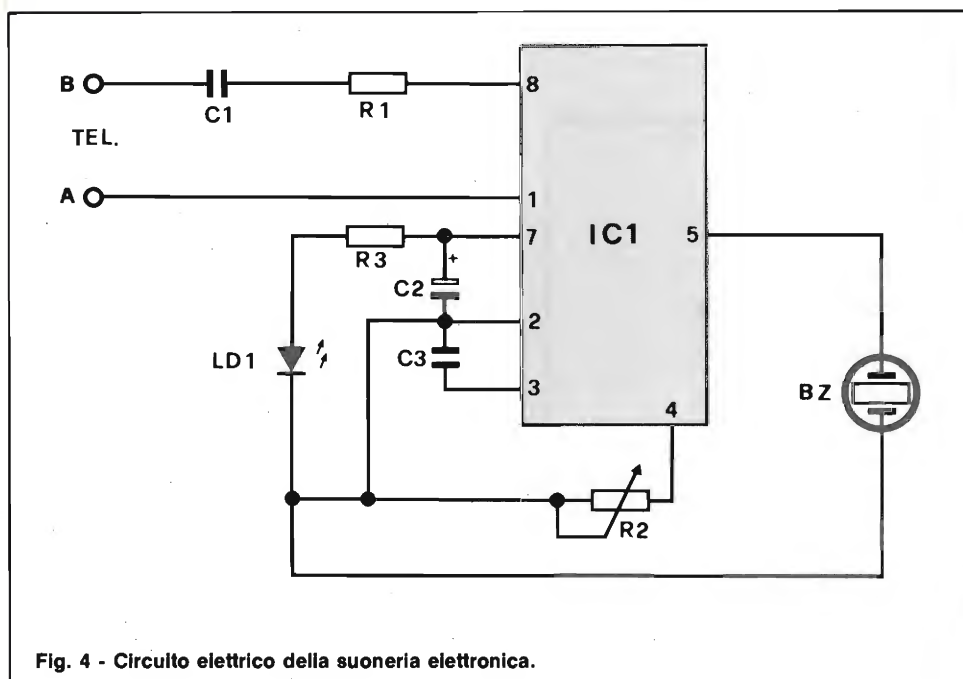 B
C1
R1
8
TEL.
A
1
R3
7
IC1
5
+
C2
2
LD1
C3
3
BZ
4
R2
Fig. 4 - Circuito elettrico della suoneria elettronica.